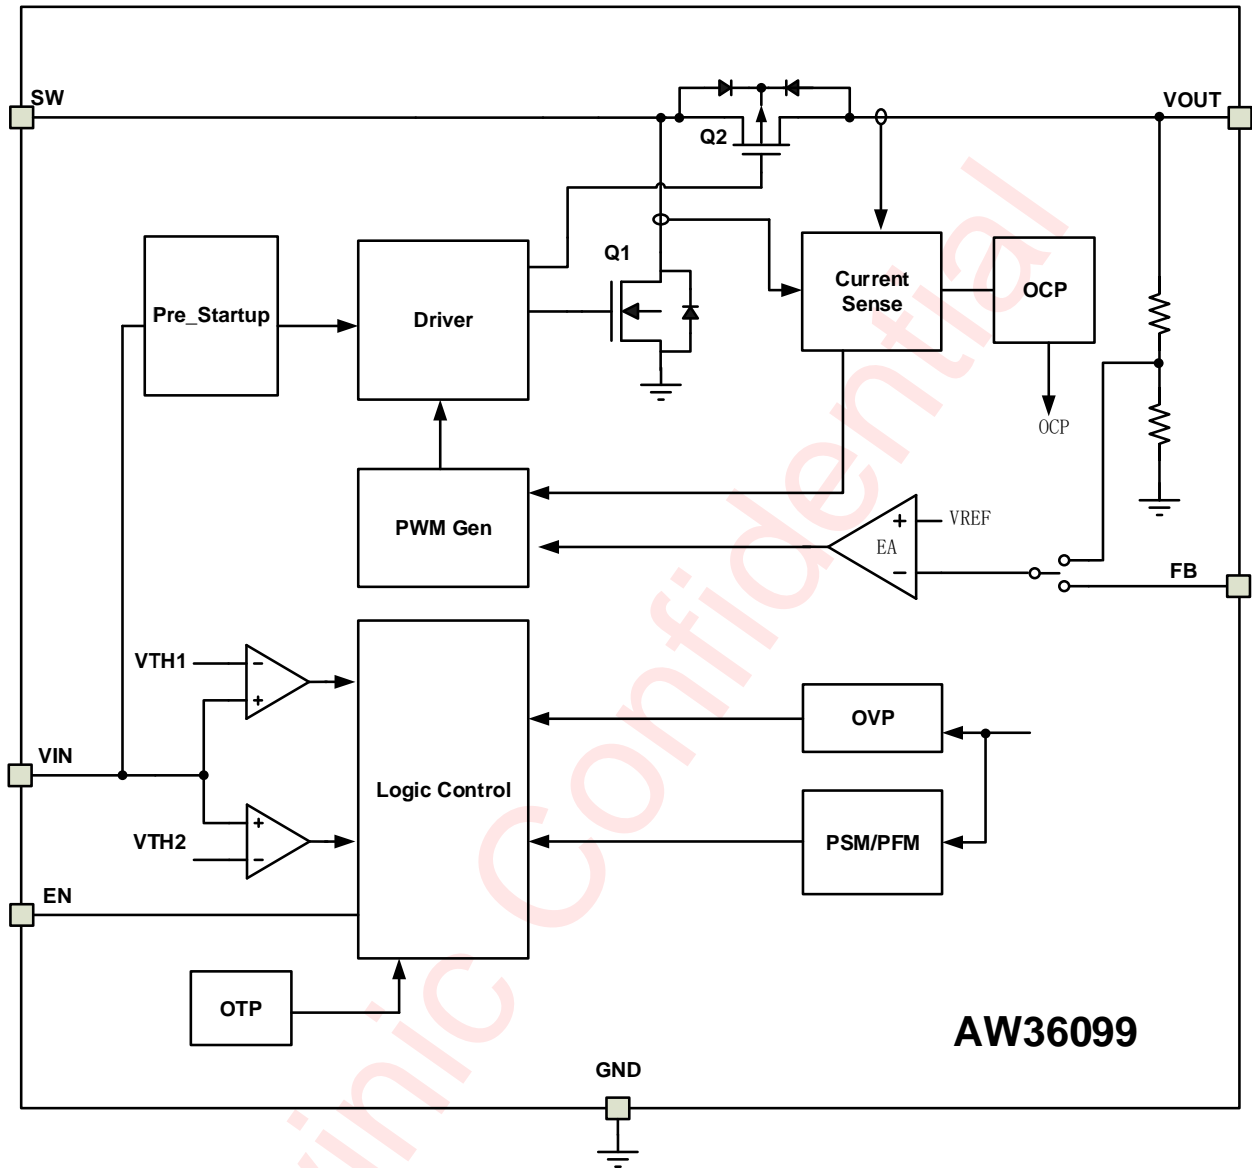 SW
VOUT
Q2
Q1
Pre_Startup
Driver
Current
Sense
OCP
OCP
PWM Gen
VREF
EA
FB
VTH1
OVP
VIN
Logic Control
VTH2
PSM/PFM
EN
OTP
AW36099
GND
inic Confidential